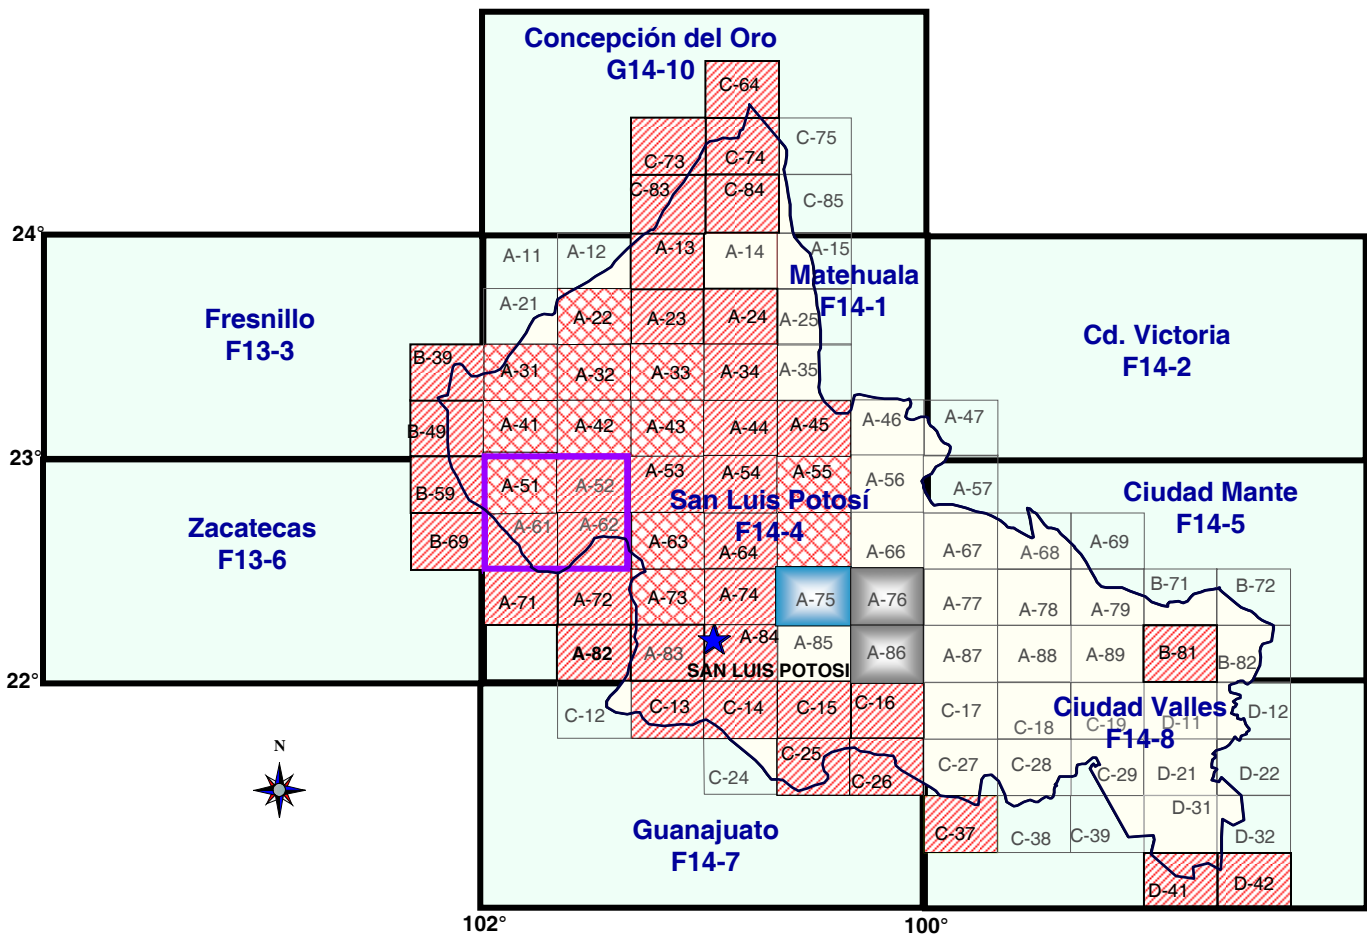 Concepción del Oro
G14-10
C-64
C-75
C-73
C-74
C-83
C-84
C-85
24°
A-11
A-12
A-13
A-14
A-15
Matehuala
F14-1
A-21
A-22
A-23
A-24
A-25
Fresnillo
F13-3
Cd. Victoria
F14-2
B-39
A-31
A-32
A-33
A-34
A-35
B-49
A-41
A-42
A-43
A-44
A-45
A-46
A-47
23°
B-59
A-51
A-52
A-53
A-54
A-55
A-56
A-57
San Luis Potosí
F14-4
Ciudad Mante
F14-5
Zacatecas
F13-6
B-69
A-61
A-62
A-63
A-64
A-66
A-67
A-68
A-69
A-71
A-72
A-73
A-74
A-75
A-76
A-77
A-78
A-79
B-71
B-72
A-82
A-83
A-84
A-85
A-86
A-87
A-88
A-89
B-81
B-82
SAN LUIS POTOSI
22°
C-12
C-13
C-14
C-15
C-16
C-17
C-18
C-19
D-11
D-12
Ciudad Valles
F14-8
N
C-24
C-25
C-26
C-27
C-28
C-29
D-21
D-22
Guanajuato
F14-7
C-37
C-38
C-39
D-31
D-32
D-41
D-42
102°
100°